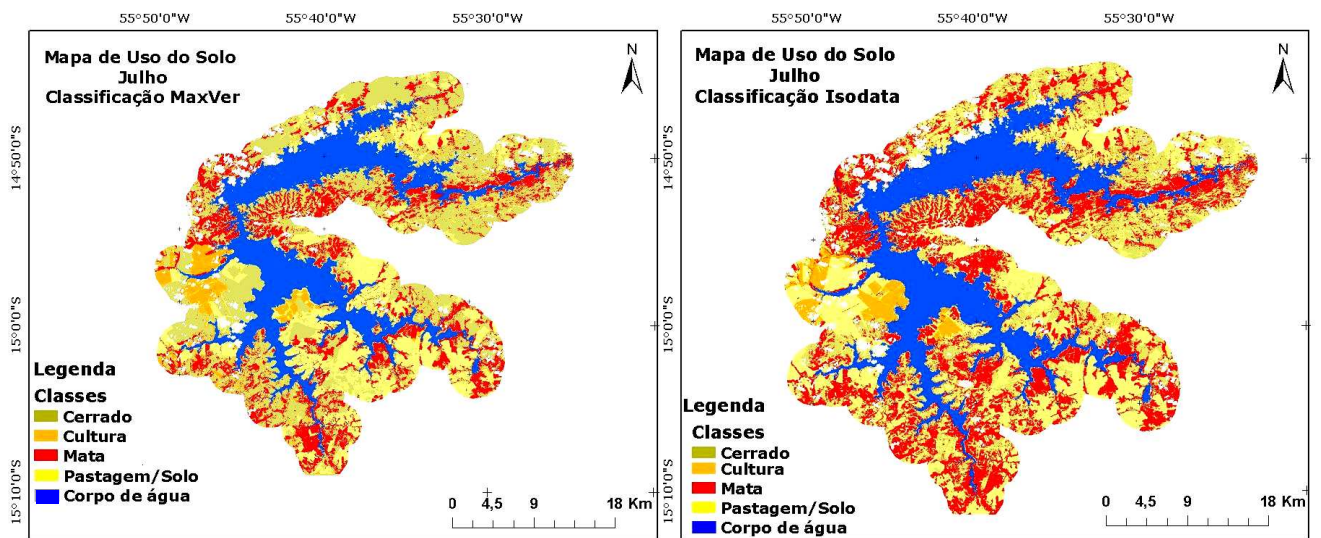 55°50'0"W
55°40'0"W
55°30'0"W
Mapa de Uso do Solo
Julho
Classificação MaxVer
N
14°50'0"S
15°0'0"S
15°10'0"S
Legenda
Classes
Cerrado
Cultura
Mata
Pastagem/Solo
Corpo de água
0 4,5 9 18 Km
55°50'0"W
55°40'0"W
55°30'0"W
Mapa de Uso do Solo
Julho
Classificação Isodata
N
14°50'0"S
15°0'0"S
15°10'0"S
Legenda
Classes
Cerrado
Cultura
Mata
Pastagem/Solo
Corpo de água
0 4,5 9 18 Km